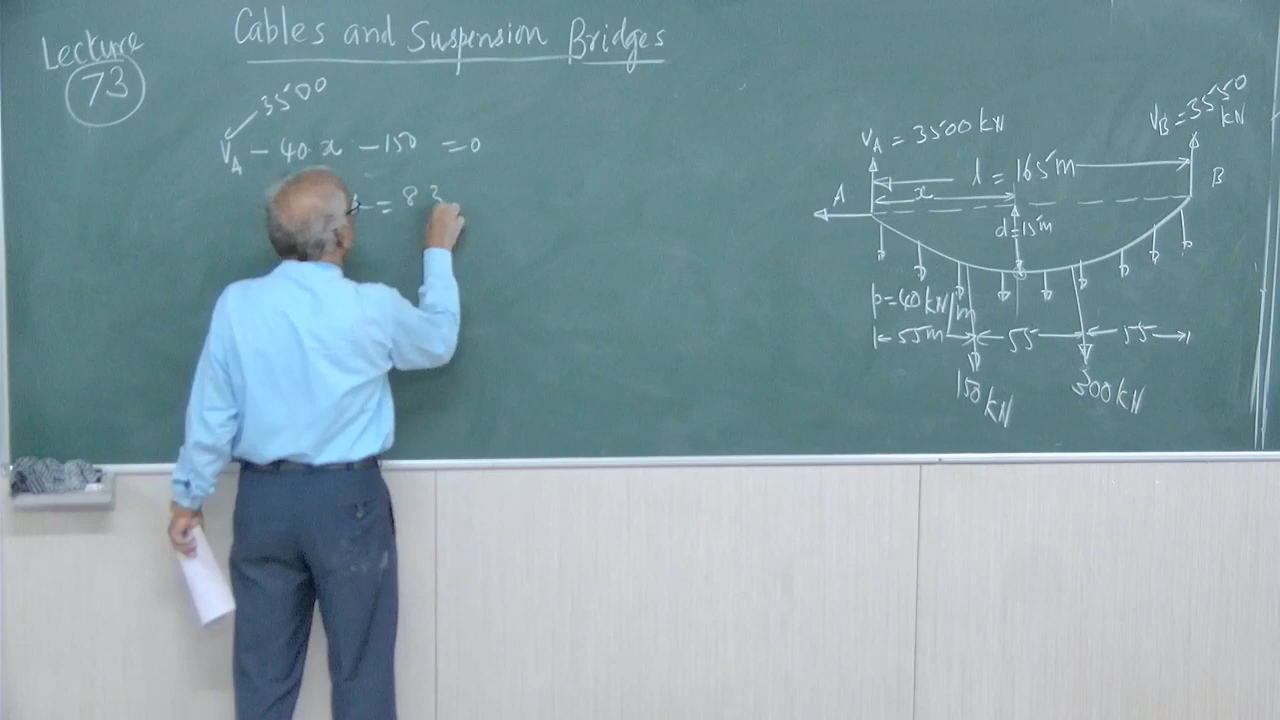 Lecture
73
Cables and Suspension Bridges
3500
V_A - 40 x - 150 = 0
= 83
V_A = 3500 kN
V_B = 3550 kN
l = 165 m
A
x
B
d = 15 m
p = 40 kN/m
55m 55 55
150 kN
300 kN